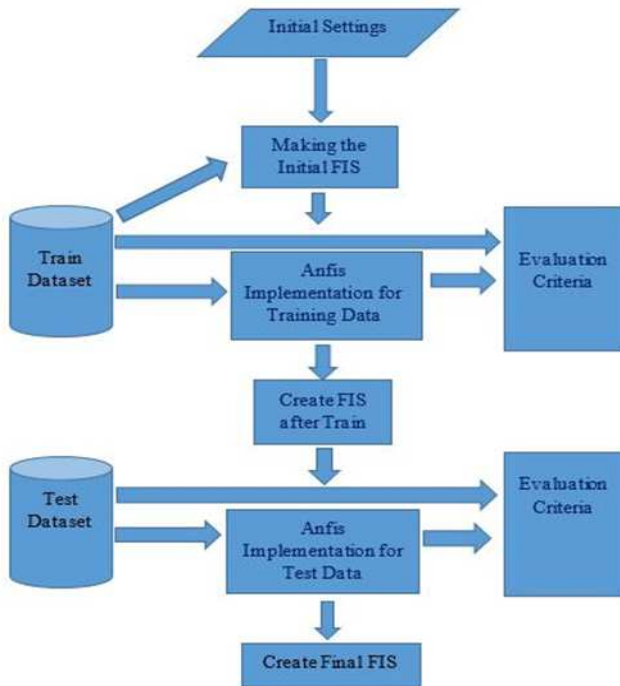 Initial Settings
Making the
Initial FIS
Train
Dataset
Anfis
Implementation for
Training Data
Evaluation
Criteria
Create FIS
after Train
Test
Dataset
Anfis
Implementation for
Test Data
Evaluation
Criteria
Create Final FIS